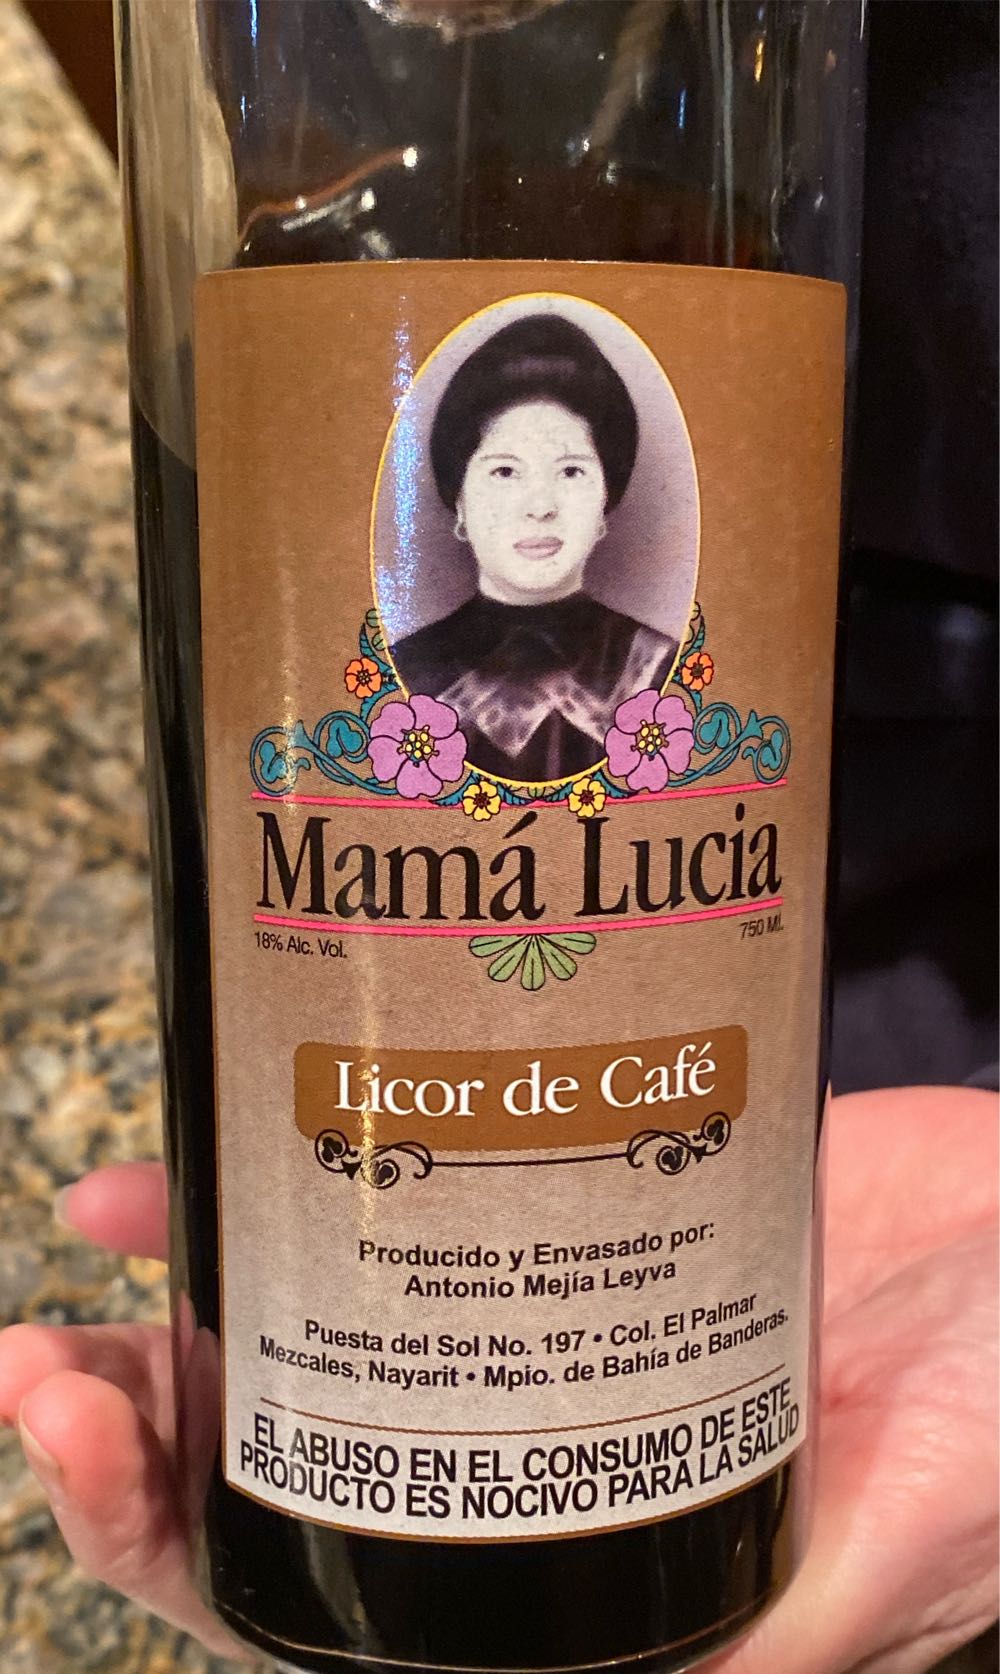 Mamá Lucia
18% Alc. Vol.
750 Ml.
Licor de Café
Producido y Envasado por:
Antonio Mejía Leyva
Puesta del Sol No. 197 • Col. El Palmar
Mezcales, Nayarit • Mpio. de Bahía de Banderas.
EL ABUSO EN EL CONSUMO DE ESTE
PRODUCTO ES NOCIVO PARA LA SALUD